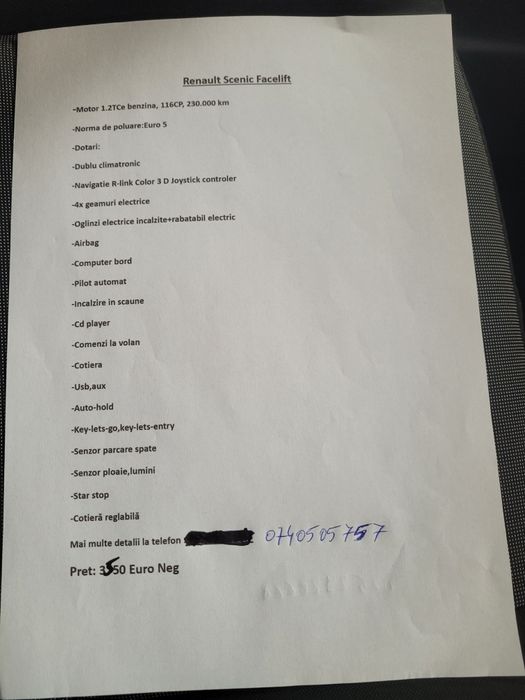 Renault Scenic Facelift
-Motor 1.2TCe benzina, 116CP, 230.000 km
-Norma de poluare:Euro 5
-Dotari:
-Dublu climatronic
-Navigatie R-link Color 3 D Joystick controler
-4x geamuri electrice
-Oglinzi electrice incalzite+rabatabil electric
-Airbag
-Computer bord
-Pilot automat
-Incalzire in scaune
-Cd player
-Comenzi la volan
-Cotiera
-Usb,aux
-Auto-hold
-Key-lets-go,key-lets-entry
-Senzor parcare spate
-Senzor ploaie,lumini
-Star stop
-Cotieră reglabilă
Mai multe detalii la telefon 0740505757
Pret: 3550 Euro Neg